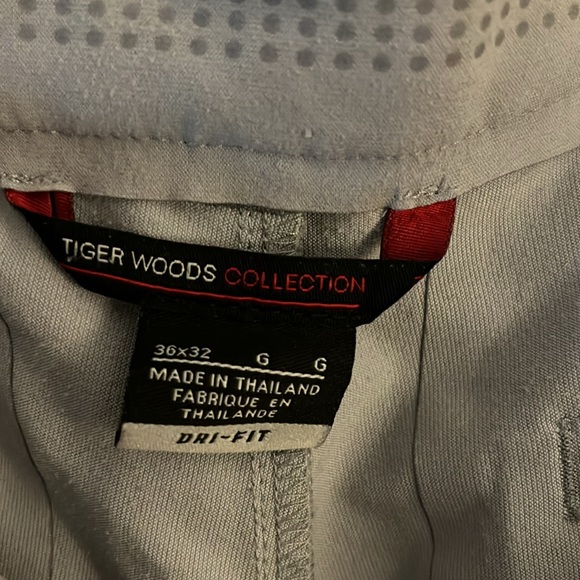 TIGER WOODS COLLECTION
36x32 G G
MADE IN THAILAND
FABRIQUE EN
THAILANDE
DRI-FIT